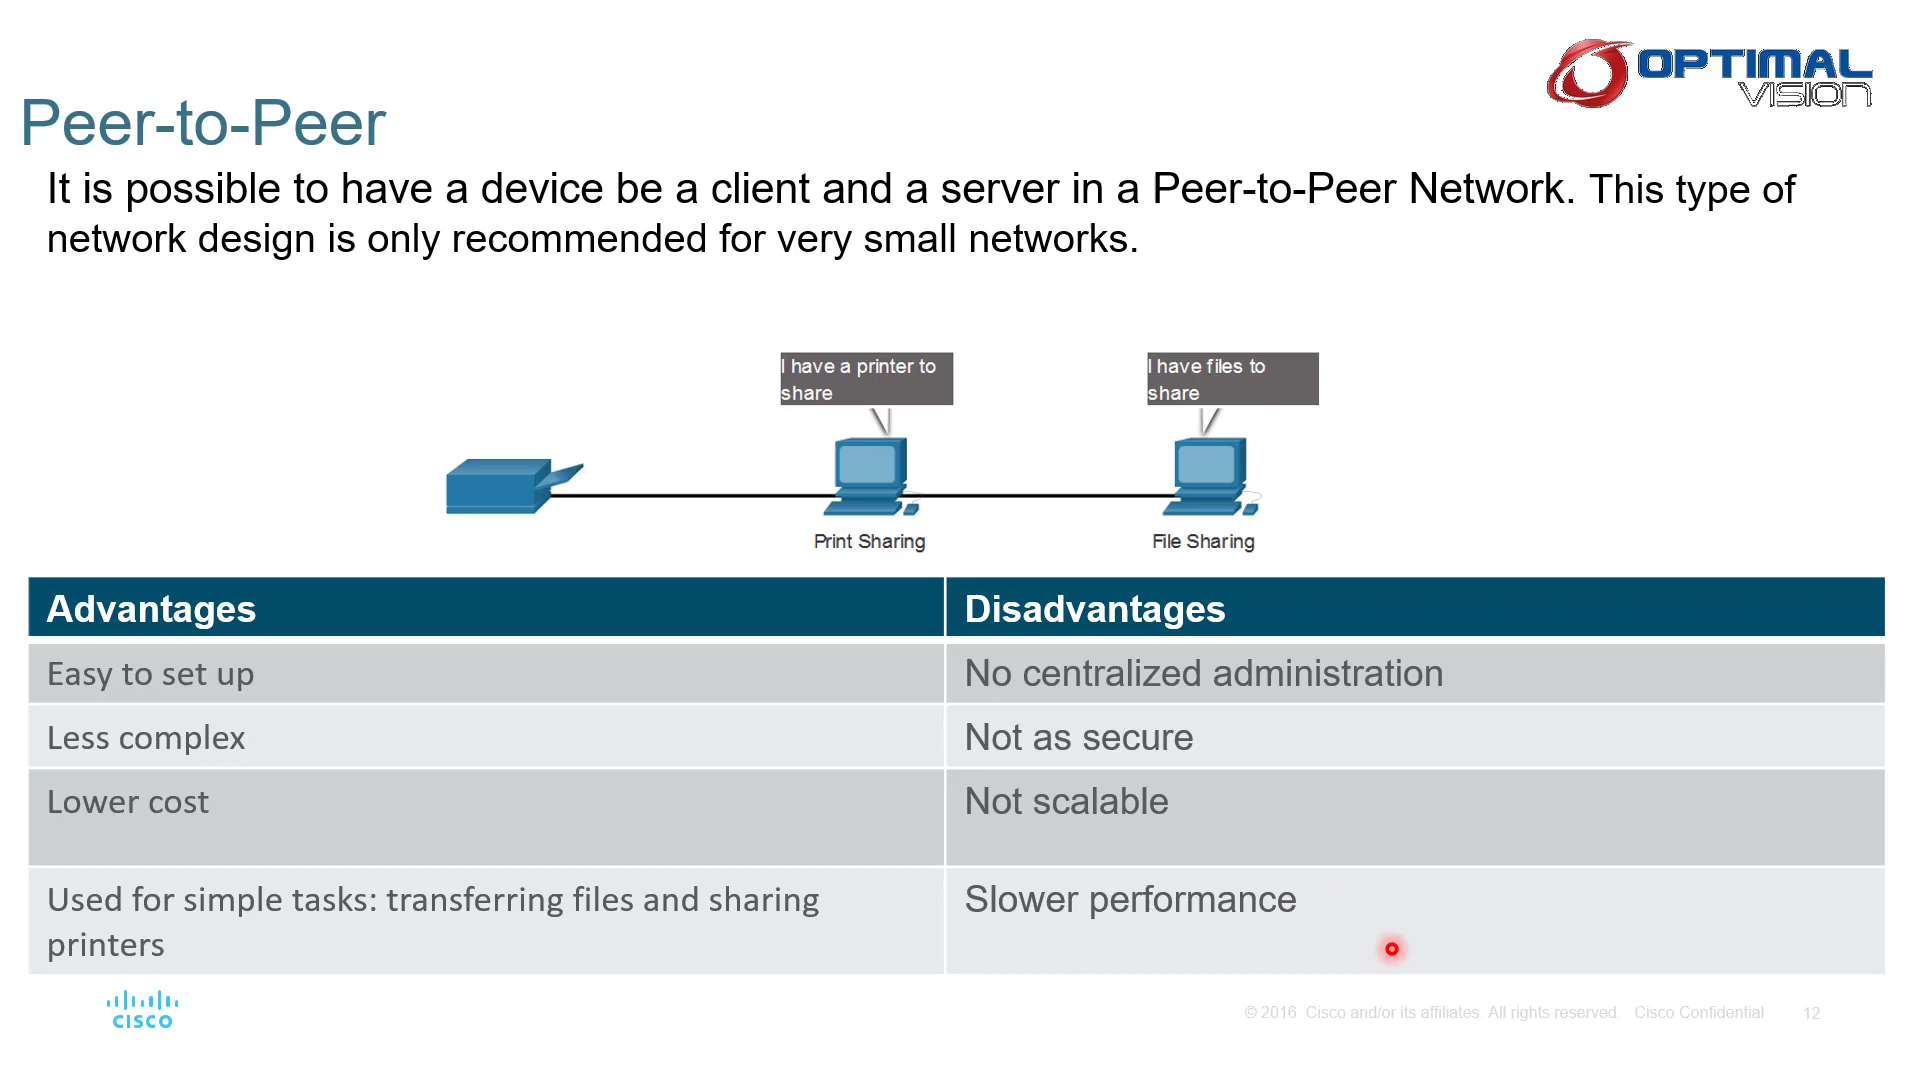 OPTIMAL
VISION
Peer-to-Peer
It is possible to have a device be a client and a server in a Peer-to-Peer Network. This type of
network design is only recommended for very small networks.
I have a printer to
share
I have files to
share
Print Sharing
File Sharing
Advantages
Disadvantages
Easy to set up
No centralized administration
Less complex
Not as secure
Lower cost
Not scalable
Used for simple tasks: transferring files and sharing
printers
Slower performance
CISCO
© 2016 Cisco and/or its affiliates. All rights reserved. Cisco Confidential
12